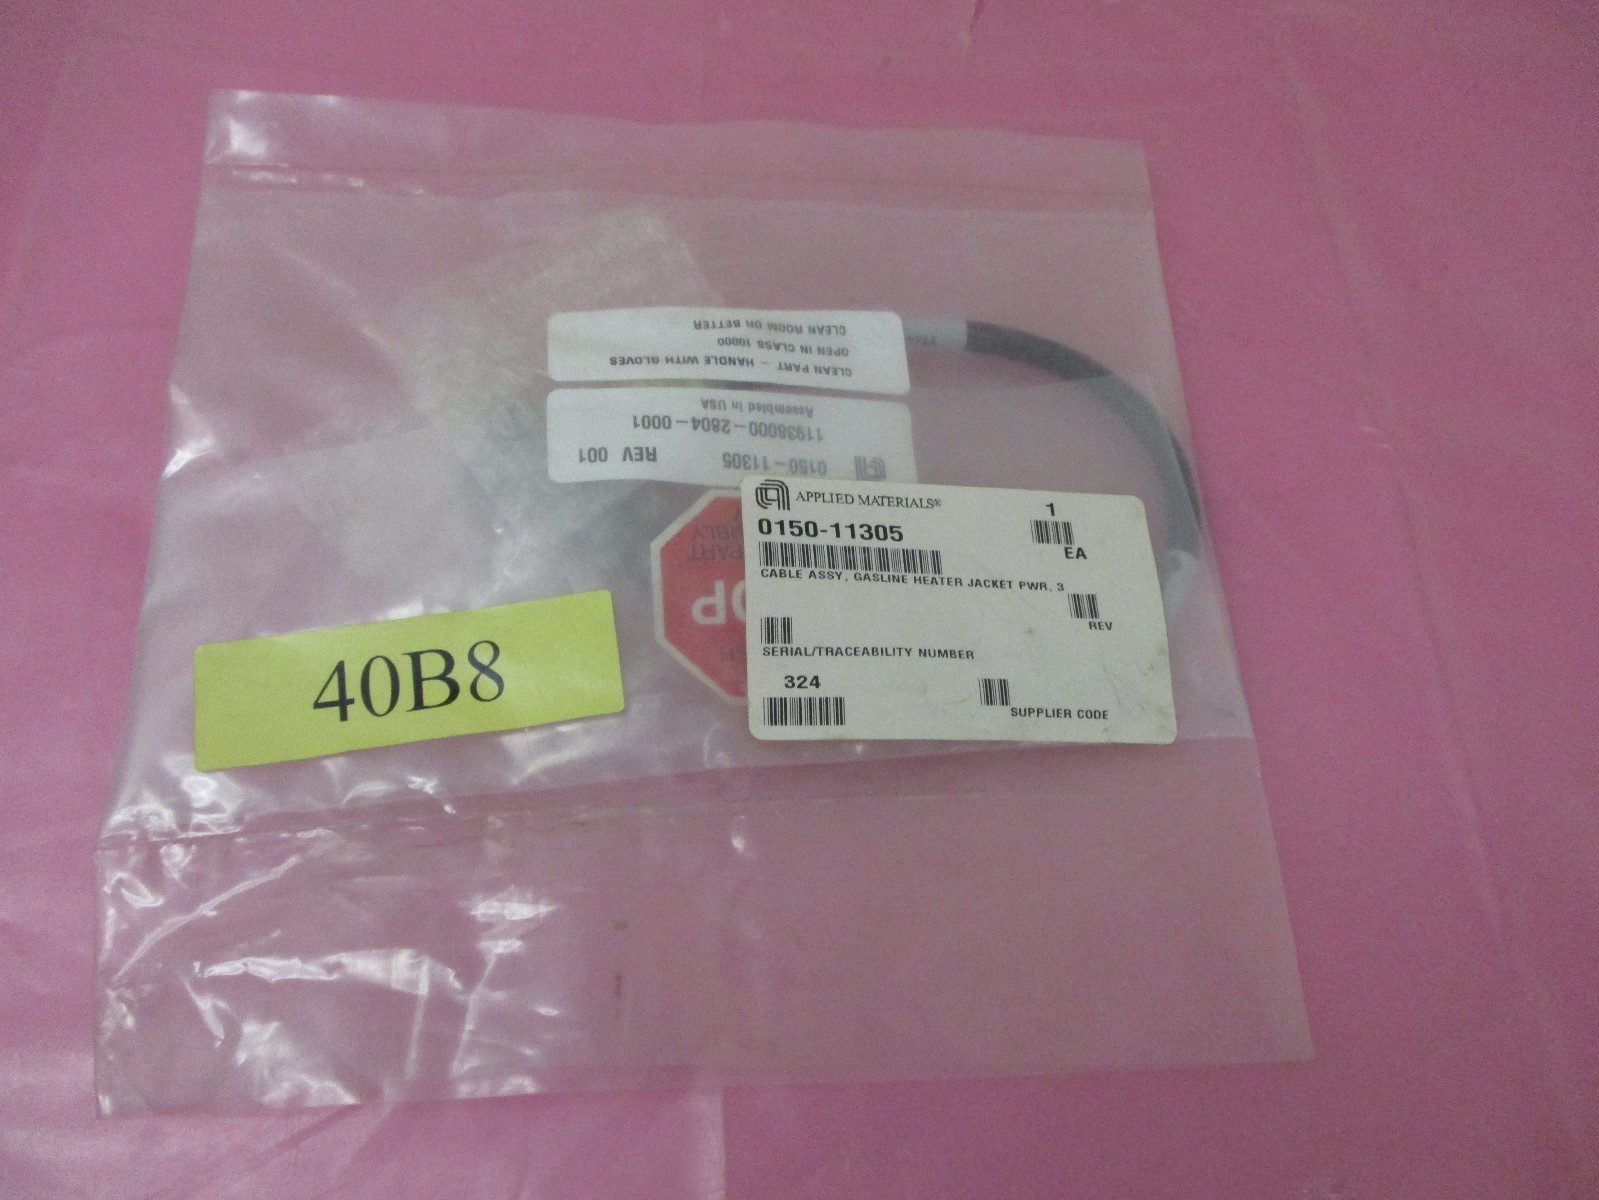 CLEAN PART - HANDLE WITH GLOVES
OPEN IN CLASS 10000
CLEAN ROOM OR BETTER
0150-11305 REV 001
11936000-2804-0001
Assembled in USA
APPLIED MATERIALS®
0150-11305
1
EA
CABLE ASSY, GASLINE HEATER JACKET PWR, 3
REV
SERIAL/TRACEABILITY NUMBER
324
SUPPLIER CODE
PART
40B8